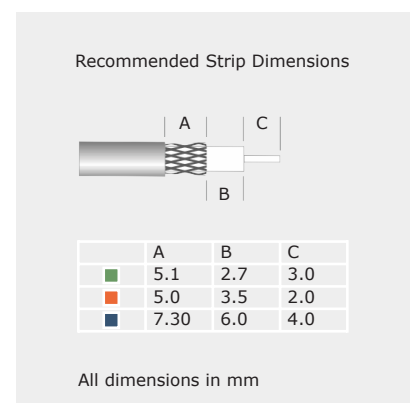 Recommended Strip Dimensions
A C
B
A B C
5.1 2.7 3.0
5.0 3.5 2.0
7.30 6.0 4.0
All dimensions in mm